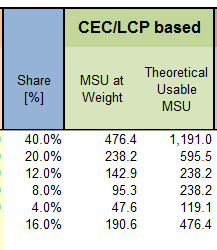 CEC/LCP based
Share [%] MSU at Weight Theoretical Usable MSU
40.0% 476.4 1,191.0
20.0% 238.2 595.5
12.0% 142.9 238.2
8.0% 95.3 238.2
4.0% 47.6 119.1
16.0% 190.6 476.4